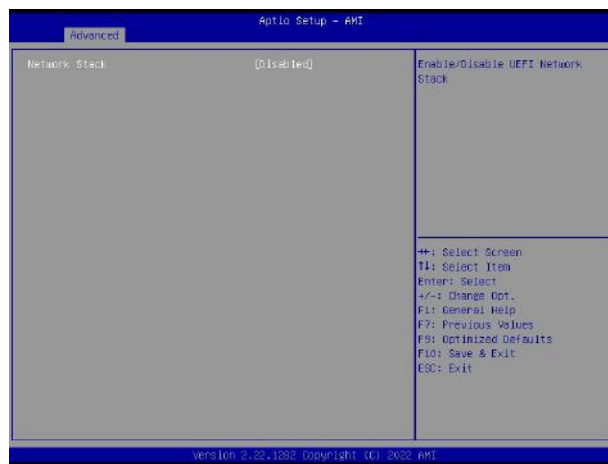 Aptio Setup - AMI
Advanced
Network Stack [Disabled]
Enable/Disable UEFI Network
Stack
→←: Select Screen
↑↓: Select Item
Enter: Select
+/-: Change Opt.
F1: General Help
F7: Previous Values
F9: Optimized Defaults
F10: Save & Exit
ESC: Exit
Version 2.22.1282 Copyright (C) 2022 AMI